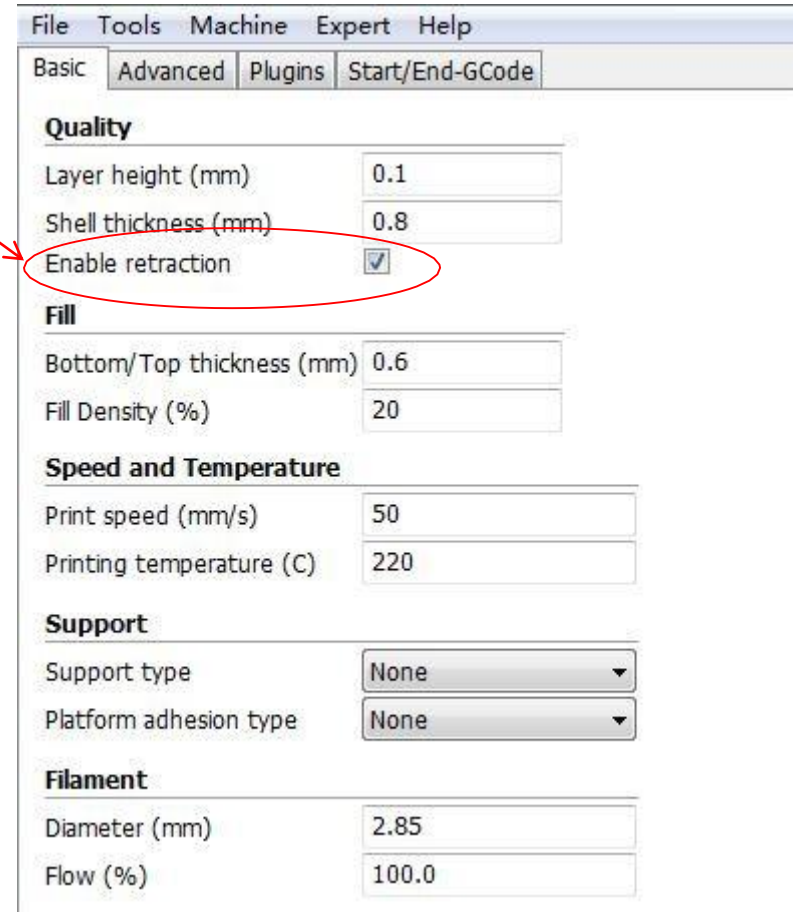 File Tools Machine Expert Help
Basic Advanced Plugins Start/End-GCode
Quality
Layer height (mm) 0.1
Shell thickness (mm) 0.8
Enable retraction
Fill
Bottom/Top thickness (mm) 0.6
Fill Density (%) 20
Speed and Temperature
Print speed (mm/s) 50
Printing temperature (C) 220
Support
Support type None
Platform adhesion type None
Filament
Diameter (mm) 2.85
Flow (%) 100.0